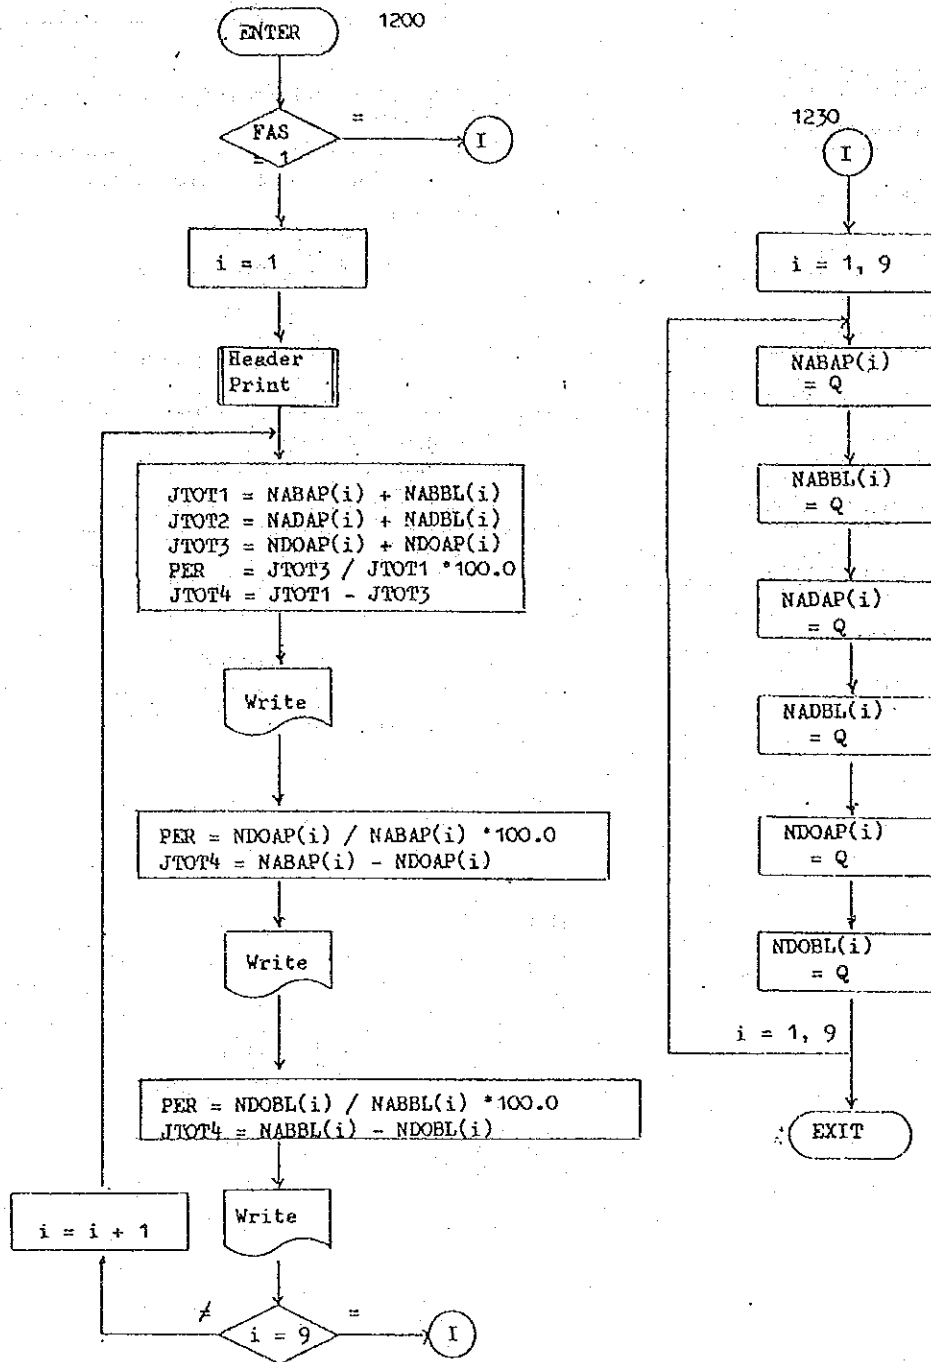 ENTER
1200
FAS
= 1
=
I
i = 1
Header
Print
JTOT1 = NABAP(i) + NABBL(i)
JTOT2 = NADAP(i) + NADBL(i)
JTOT3 = NDOAP(i) + NDOAP(i)
PER = JTOT3 / JTOT1 *100.0
JTOT4 = JTOT1 - JTOT3
Write
PER = NDOAP(i) / NABAP(i) *100.0
JTOT4 = NABAP(i) - NDOAP(i)
Write
PER = NDOBL(i) / NABBL(i) *100.0
JTOT4 = NABBL(i) - NDOBL(i)
Write
i = i + 1
≠
i = 9
=
I
1230
I
i = 1, 9
NABAP(i)
= Q
NABBL(i)
= Q
NADAP(i)
= Q
NADBL(i)
= Q
NDOAP(i)
= Q
NDOBL(i)
= Q
i = 1, 9
EXIT